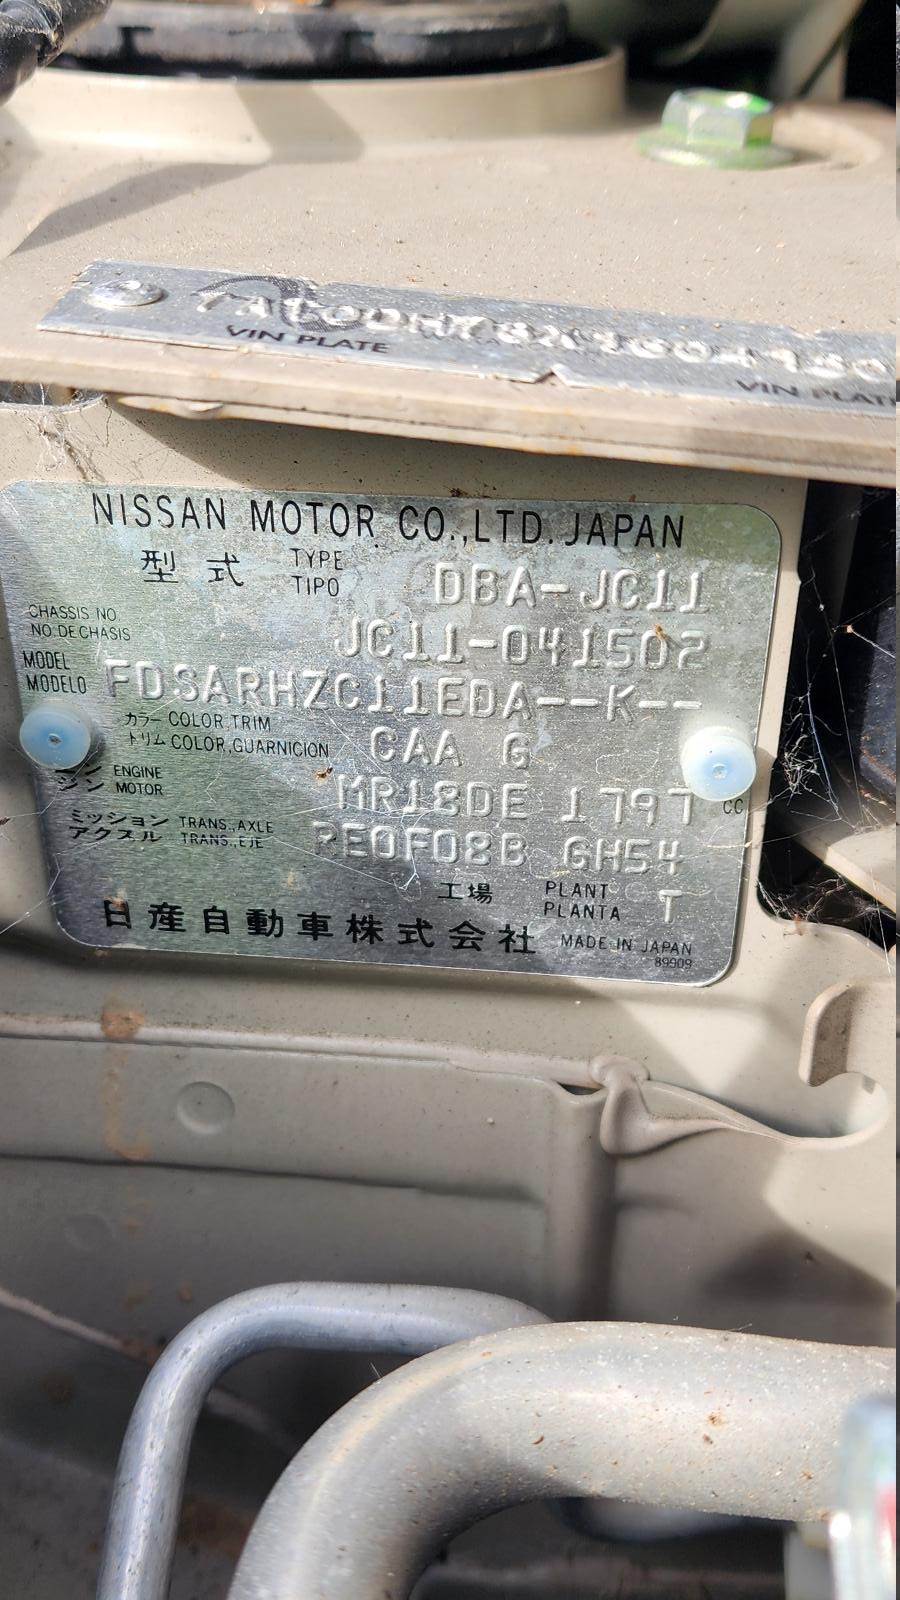 VIN PLATE
VIN PLATE
NISSAN MOTOR CO.,LTD. JAPAN
型式 TYPE TIPO DBA-JC11
CHASSIS NO.
NO. DE CHASIS JC11-041502
MODEL
MODELO FDSARHZC11EDA--K--
カラー COLOR, TRIM
トリム COLOR, GUARNICION CAA G
ENGINE
ジン MOTOR MR18DE 1797 CC
ミッション TRANS., AXLE
アクスル TRANS., EJE RE0F08B GH54
工場 PLANT PLANTA T
日産自動車株式会社 MADE IN JAPAN
89909